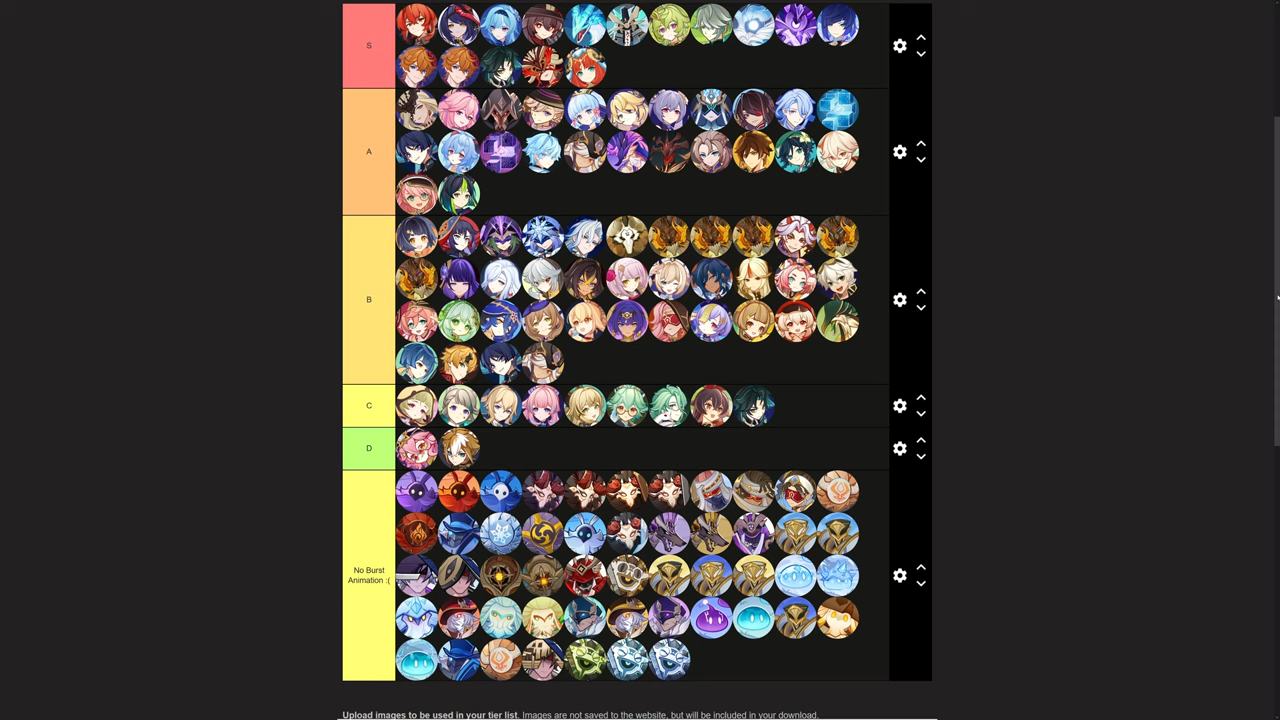 S
A
B
C
D
No Burst
Animation :(
Upload images to be used in your tier list. Images are not saved to the website, but will be included in your download.